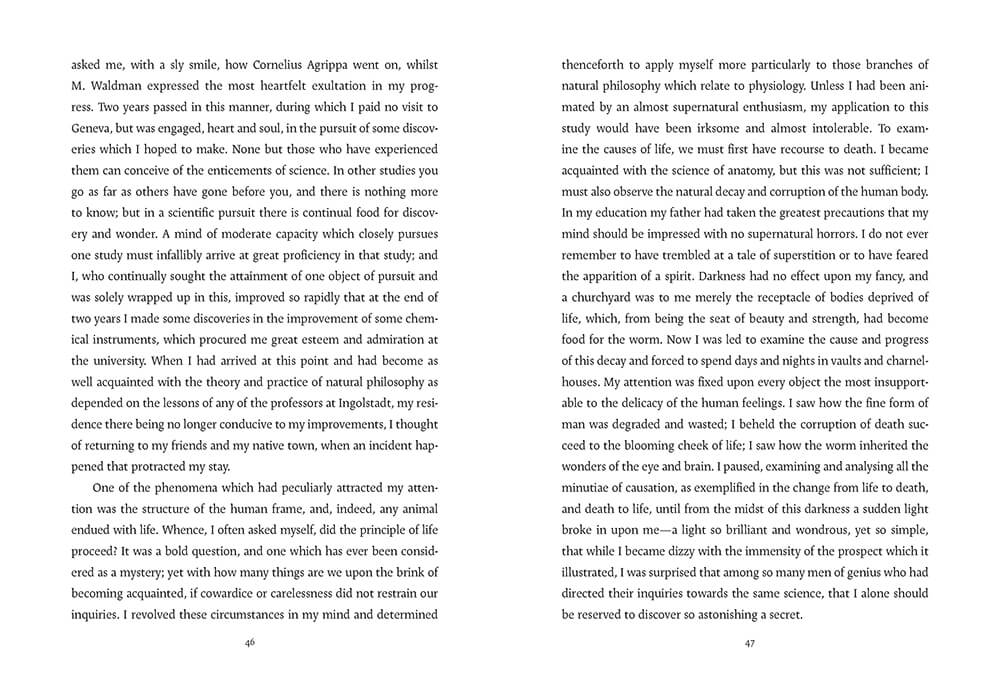 asked me, with a sly smile, how Cornelius Agrippa went on, whilst
M. Waldman expressed the most heartfelt exultation in my prog-
ress. Two years passed in this manner, during which I paid no visit to
Geneva, but was engaged, heart and soul, in the pursuit of some discov-
eries which I hoped to make. None but those who have experienced
them can conceive of the enticements of science. In other studies you
go as far as others have gone before you, and there is nothing more
to know; but in a scientific pursuit there is continual food for discov-
ery and wonder. A mind of moderate capacity which closely pursues
one study must infallibly arrive at great proficiency in that study; and
I, who continually sought the attainment of one object of pursuit and
was solely wrapped up in this, improved so rapidly that at the end of
two years I made some discoveries in the improvement of some chem-
ical instruments, which procured me great esteem and admiration at
the university. When I had arrived at this point and had become as
well acquainted with the theory and practice of natural philosophy as
depended on the lessons of any of the professors at Ingolstadt, my resi-
dence there being no longer conducive to my improvements, I thought
of returning to my friends and my native town, when an incident hap-
pened that protracted my stay.
One of the phenomena which had peculiarly attracted my atten-
tion was the structure of the human frame, and, indeed, any animal
endued with life. Whence, I often asked myself, did the principle of life
proceed? It was a bold question, and one which has ever been consid-
ered as a mystery; yet with how many things are we upon the brink of
becoming acquainted, if cowardice or carelessness did not restrain our
inquiries. I revolved these circumstances in my mind and determined
46
thenceforth to apply myself more particularly to those branches of
natural philosophy which relate to physiology. Unless I had been ani-
mated by an almost supernatural enthusiasm, my application to this
study would have been irksome and almost intolerable. To exam-
ine the causes of life, we must first have recourse to death. I became
acquainted with the science of anatomy, but this was not sufficient; I
must also observe the natural decay and corruption of the human body.
In my education my father had taken the greatest precautions that my
mind should be impressed with no supernatural horrors. I do not ever
remember to have trembled at a tale of superstition or to have feared
the apparition of a spirit. Darkness had no effect upon my fancy, and
a churchyard was to me merely the receptacle of bodies deprived of
life, which, from being the seat of beauty and strength, had become
food for the worm. Now I was led to examine the cause and progress
of this decay and forced to spend days and nights in vaults and charnel-
houses. My attention was fixed upon every object the most insupport-
able to the delicacy of the human feelings. I saw how the fine form of
man was degraded and wasted; I beheld the corruption of death suc-
ceed to the blooming cheek of life; I saw how the worm inherited the
wonders of the eye and brain. I paused, examining and analysing all the
minutiae of causation, as exemplified in the change from life to death,
and death to life, until from the midst of this darkness a sudden light
broke in upon me—a light so brilliant and wondrous, yet so simple,
that while I became dizzy with the immensity of the prospect which it
illustrated, I was surprised that among so many men of genius who had
directed their inquiries towards the same science, that I alone should
be reserved to discover so astonishing a secret.
47